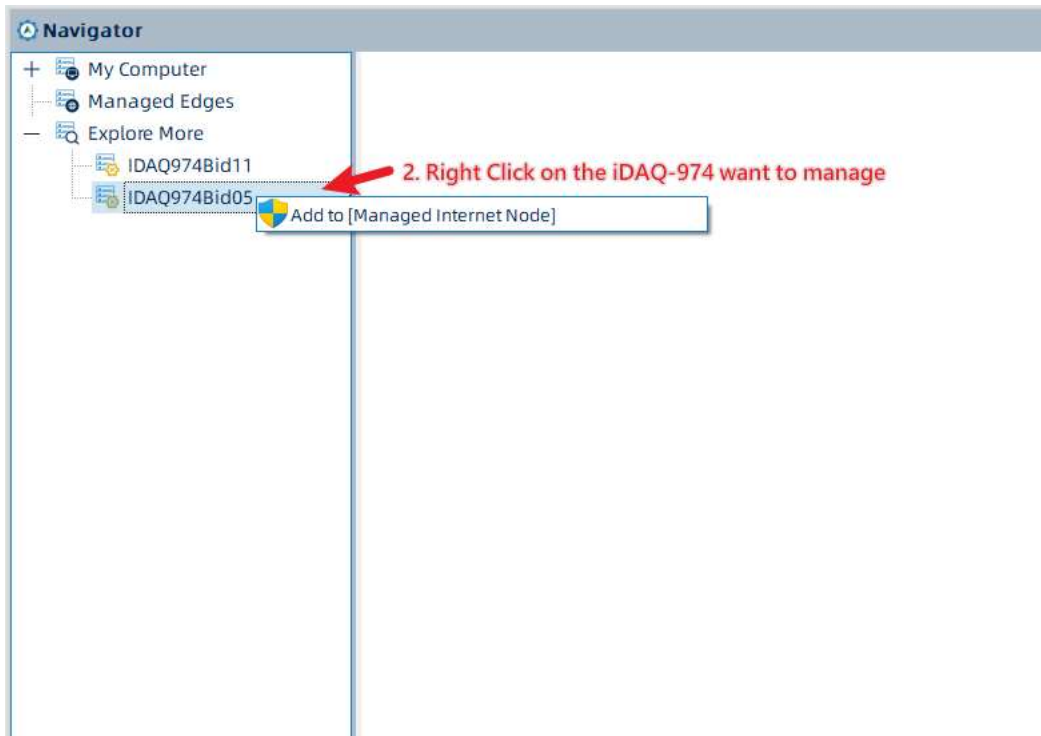 Navigator
My Computer
Managed Edges
Explore More
IDAQ974Bid11
2. Right Click on the iDAQ-974 want to manage
IDAQ974Bid05
Add to [Managed Internet Node]